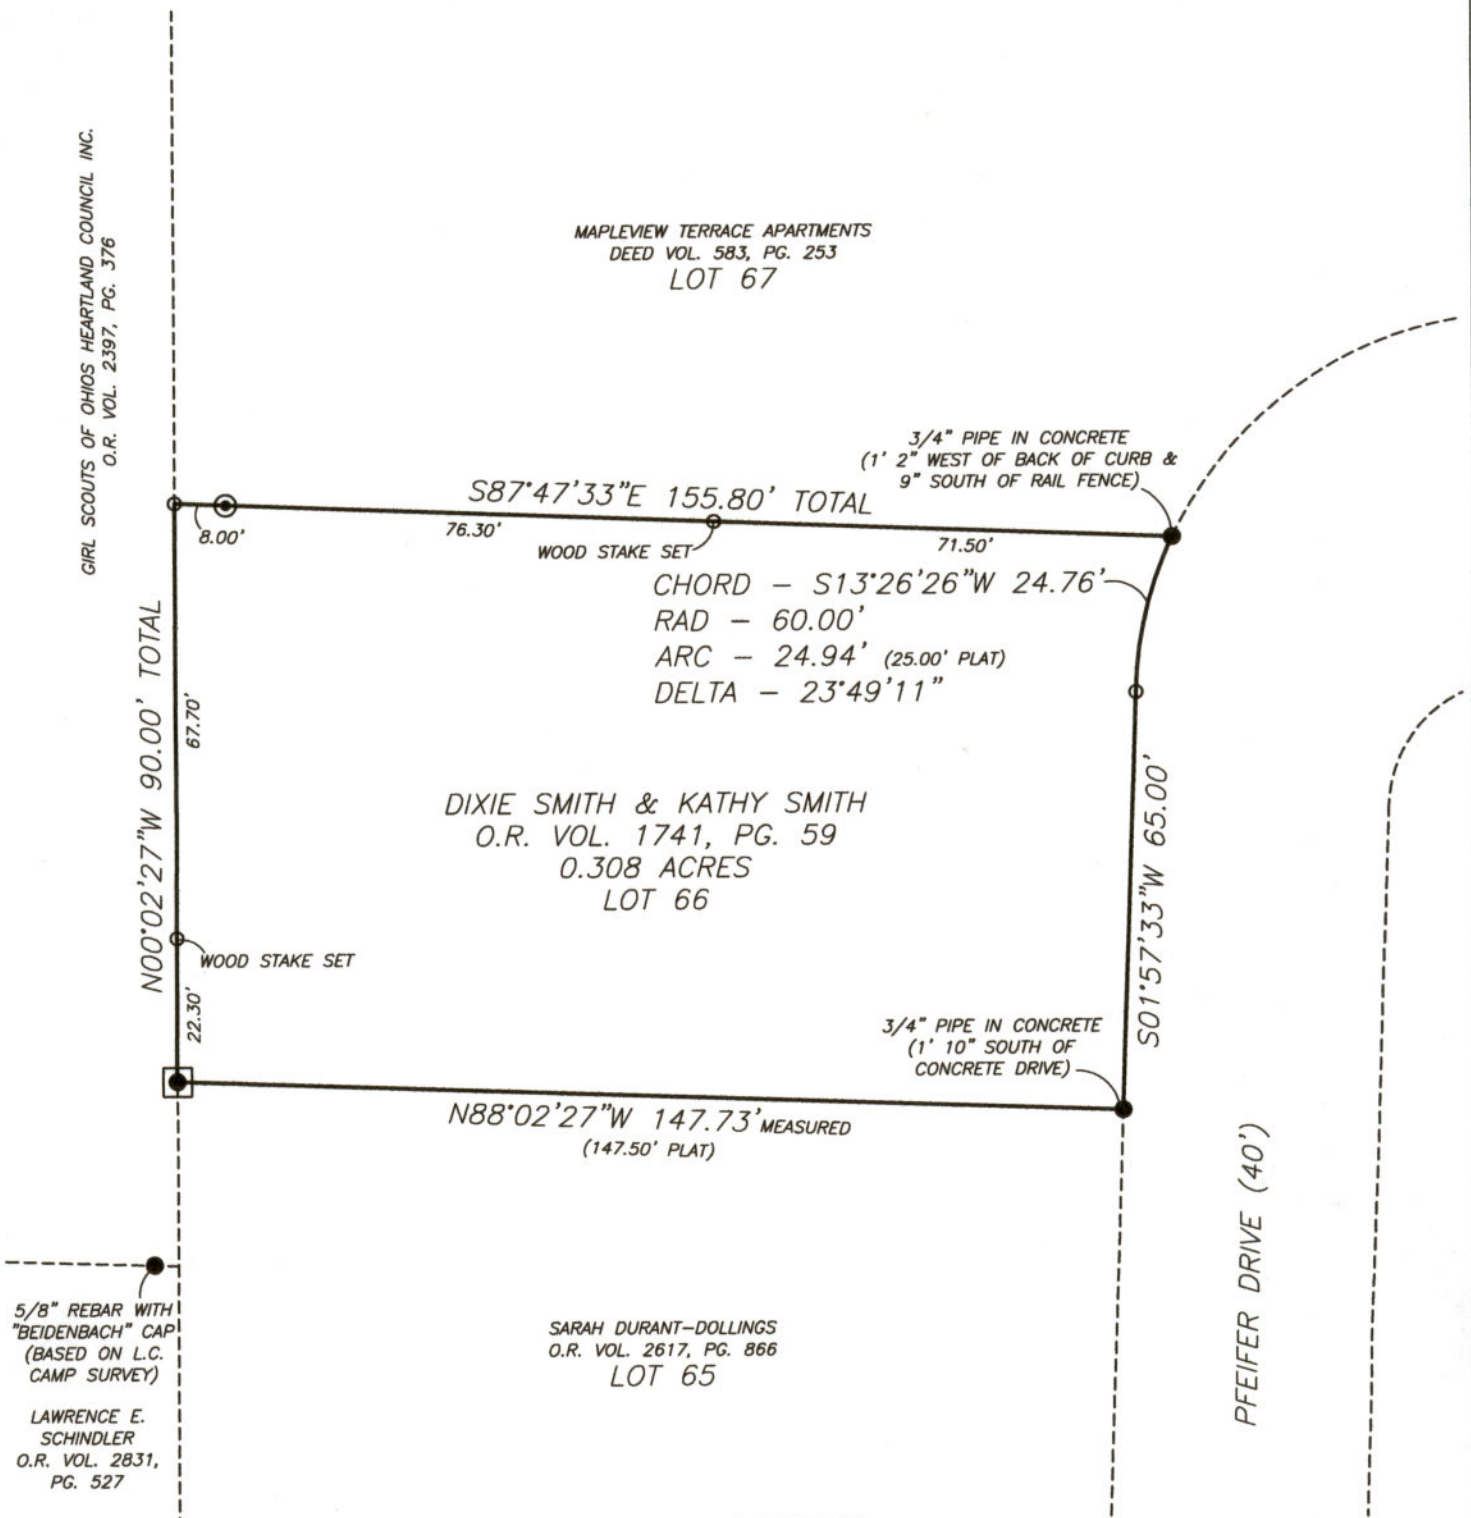 GIRL SCOUTS OF OHIOS HEARTLAND COUNCIL INC.
O.R. VOL. 2397, PG. 376
MAPLEVIEW TERRACE APARTMENTS
DEED VOL. 583, PG. 253
LOT 67
3/4" PIPE IN CONCRETE
(1' 2" WEST OF BACK OF CURB &
9" SOUTH OF RAIL FENCE)
S87°47'33"E 155.80' TOTAL
8.00'
76.30'
WOOD STAKE SET
71.50'
CHORD - S13°26'26"W 24.76'
RAD - 60.00'
ARC - 24.94' (25.00' PLAT)
DELTA - 23°49'11"
N00°02'27"W 90.00' TOTAL
67.70'
DIXIE SMITH & KATHY SMITH
O.R. VOL. 1741, PG. 59
0.308 ACRES
LOT 66
S01°57'33"W 65.00'
WOOD STAKE SET
22.30'
3/4" PIPE IN CONCRETE
(1' 10" SOUTH OF
CONCRETE DRIVE)
N88°02'27"W 147.73' MEASURED
(147.50' PLAT)
PFEIFER DRIVE (40')
5/8" REBAR WITH
"BEIDENBACH" CAP
(BASED ON L.C.
CAMP SURVEY)
SARAH DURANT-DOLLINGS
O.R. VOL. 2617, PG. 866
LOT 65
LAWRENCE E.
SCHINDLER
O.R. VOL. 2831,
PG. 527